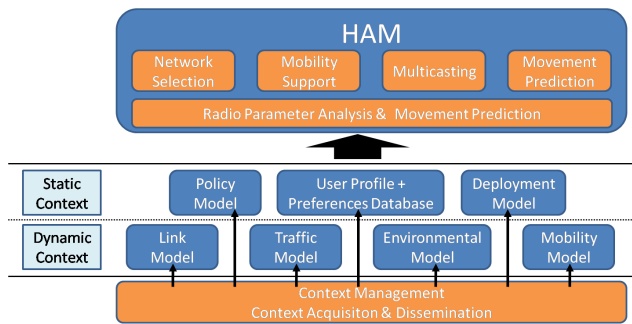 HAM
Network
Selection
Mobility
Support
Multicasting
Movement
Prediction
Radio Parameter Analysis & Movement Prediction
Static
Context
Policy
Model
User Profile +
Preferences Database
Deployment
Model
Dynamic
Context
Link
Model
Traffic
Model
Environmental
Model
Mobility
Model
Context Management
Context Acquisiton & Dissemination